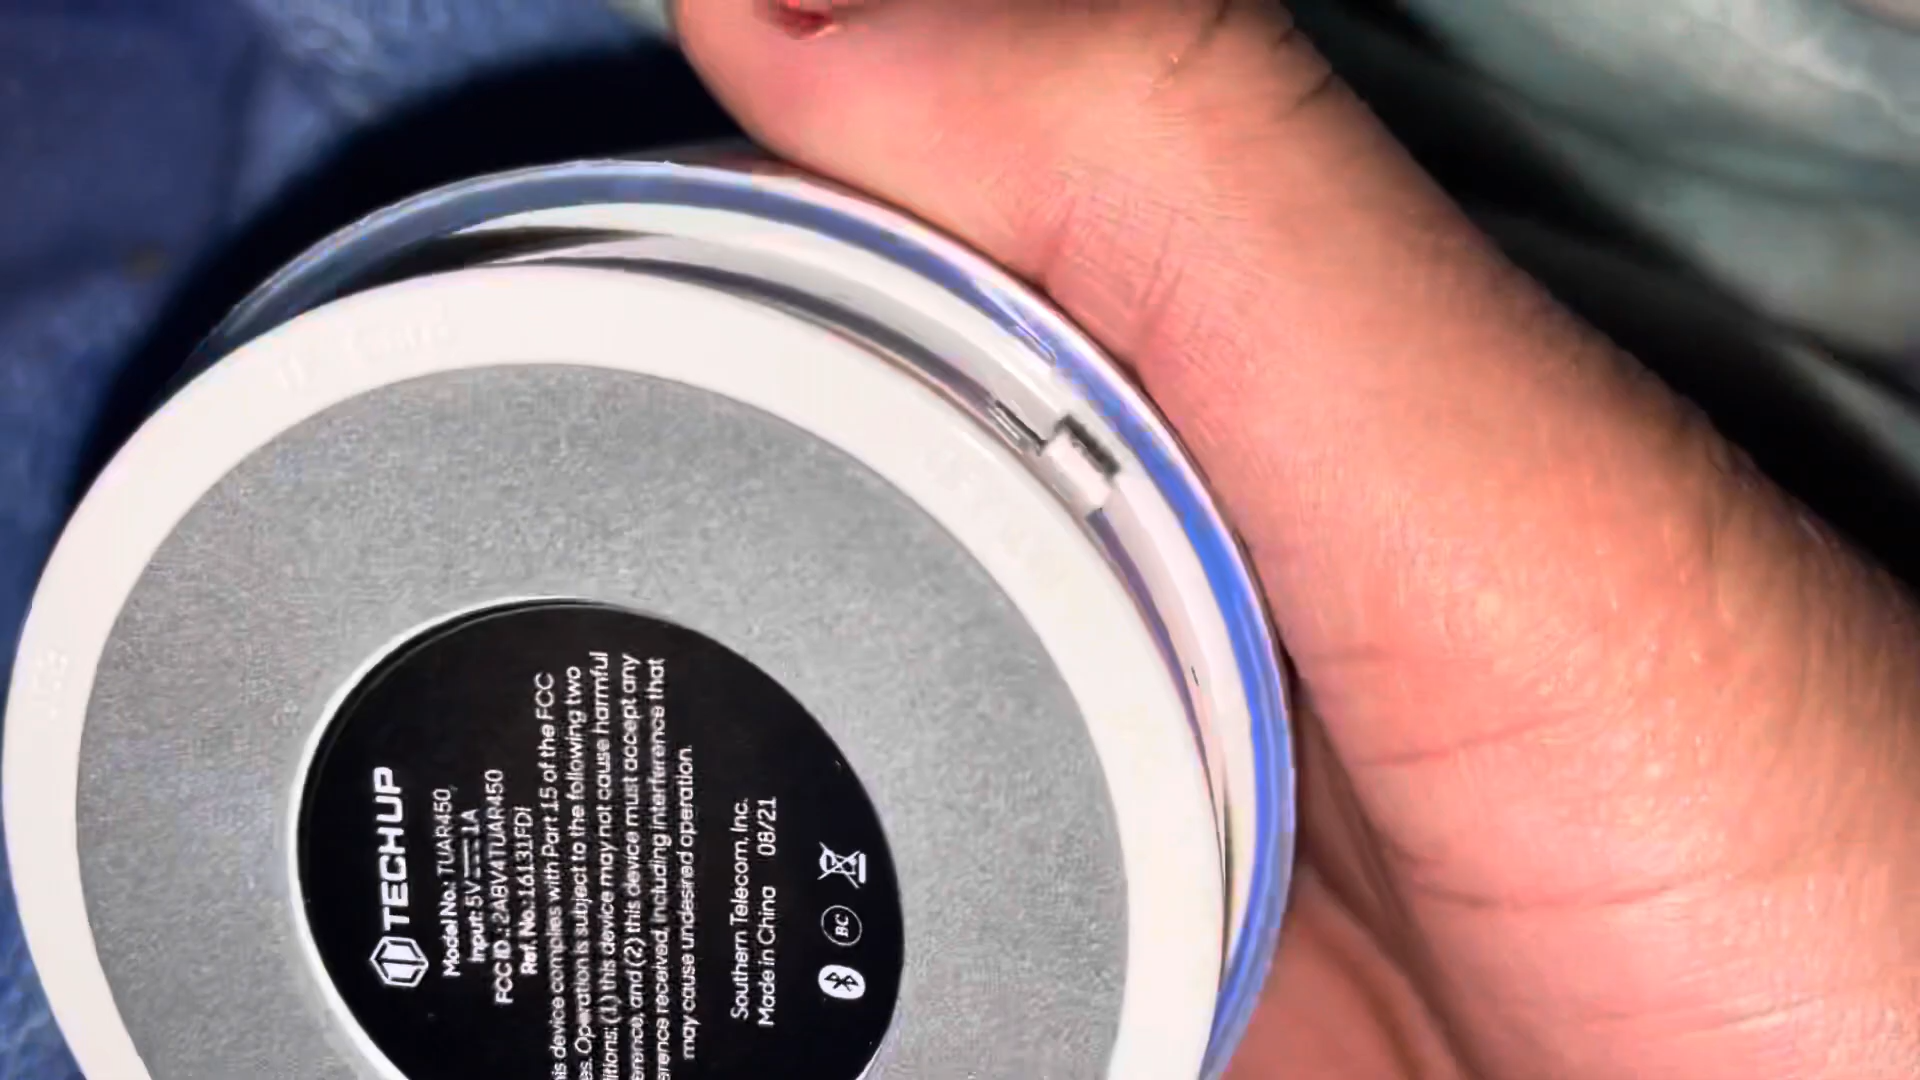 TECHUP
Model No.: TUAR450
Input: 5V 1A
FCC ID.: 2ABV4TUAR450
Ref. No.: 16131FDI
device complies with Part 15 of the FCC
Operation is subject to the following two
(1) this device may not cause harmful
and (2) this device must accept any
received, including interference that
may cause undesired operation.
Southern Telecom, Inc.
Made in China 08/21
BC